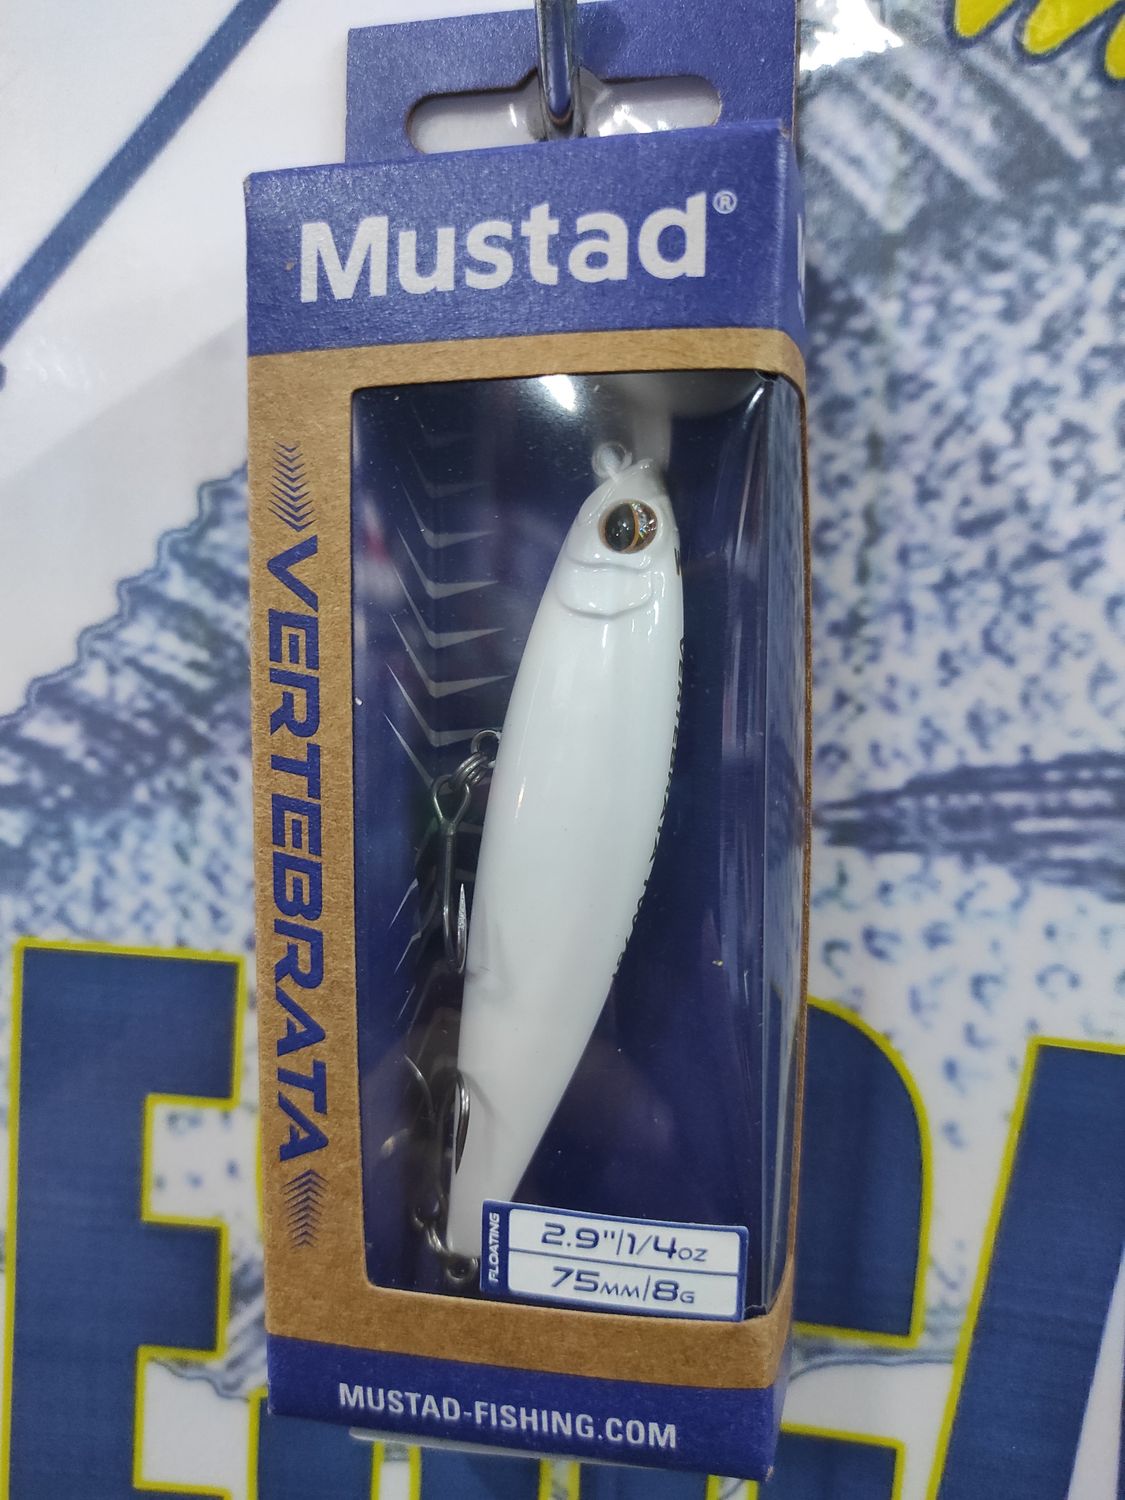 Mustad®
VERTEBRATA
FLOATING
2.9"/1/4OZ
75MM/8G
MUSTAD-FISHING.COM